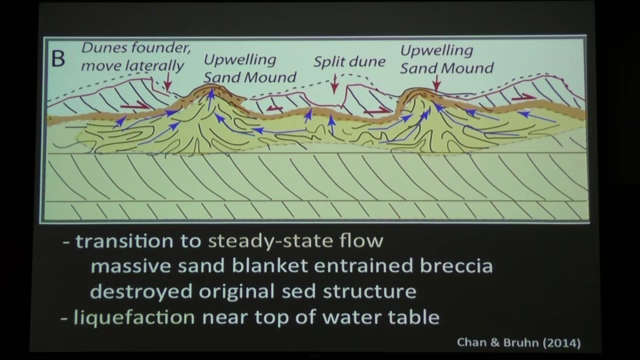 B
Dunes founder,
move laterally
Upwelling
Sand Mound
Split dune
Upwelling
Sand Mound
- transition to steady-state flow
massive sand blanket entrained breccia
destroyed original sed structure
- liquefaction near top of water table
Chan & Bruhn (2014)